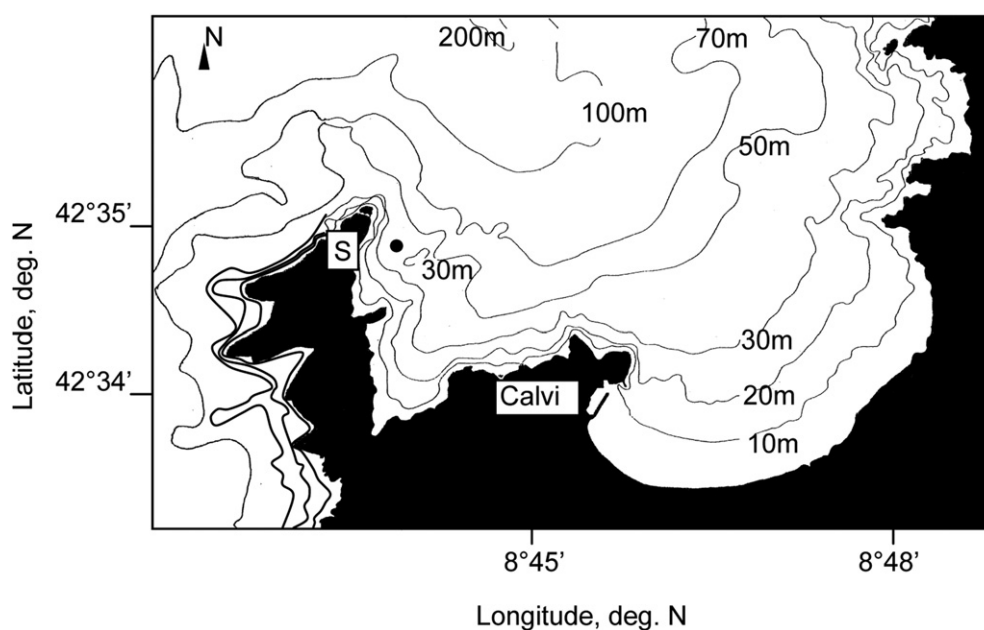 N
200m
70m
100m
50m
42°35’
S
30m
30m
42°34’
Calvi
20m
10m
8°45’
8°48’
Latitude, deg. N
Longitude, deg. N